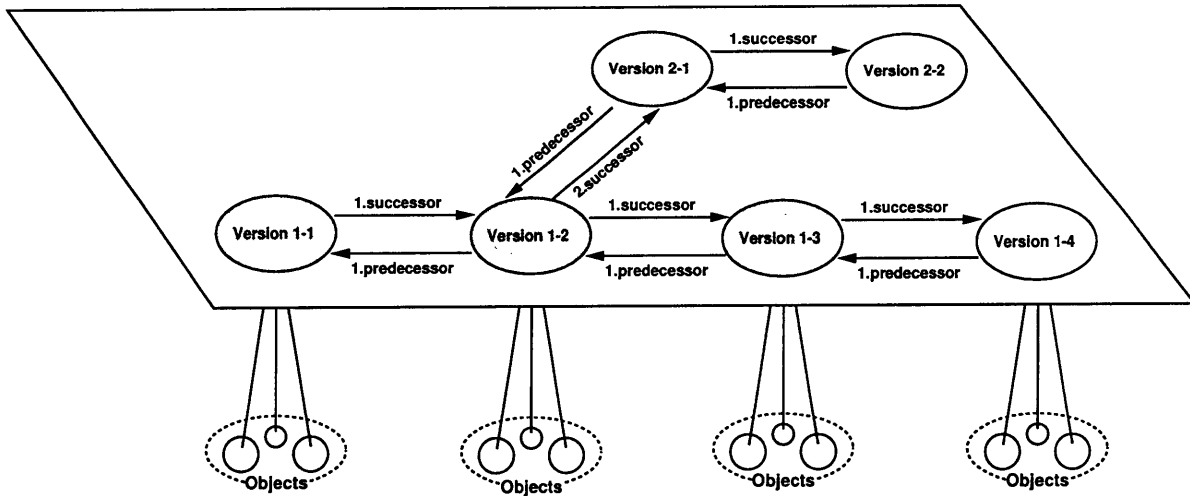 1.successor
Version 2-1
Version 2-2
1.predecessor
1.predecessor
2.successor
1.successor
1.successor
1.successor
Version 1-1
Version 1-2
Version 1-3
Version 1-4
1.predecessor
1.predecessor
1.predecessor
Objects
Objects
Objects
Objects